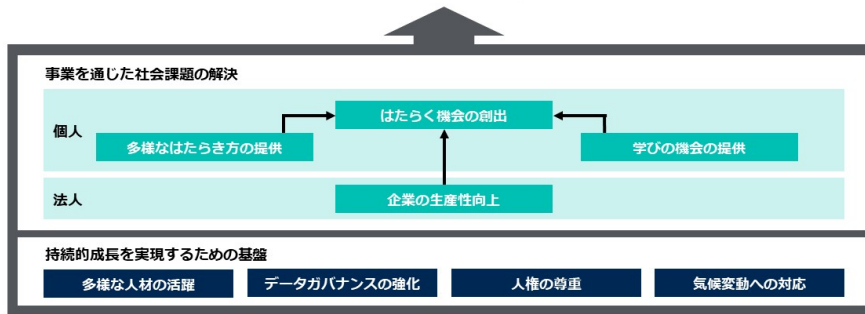 事業を通じた社会課題の解決
個人
はたらく機会の創出
多様なはたらき方の提供
学びの機会の提供
法人
企業の生産性向上
持続的成長を実現するための基盤
多様な人材の活躍
データガバナンスの強化
人権の尊重
気候変動への対応